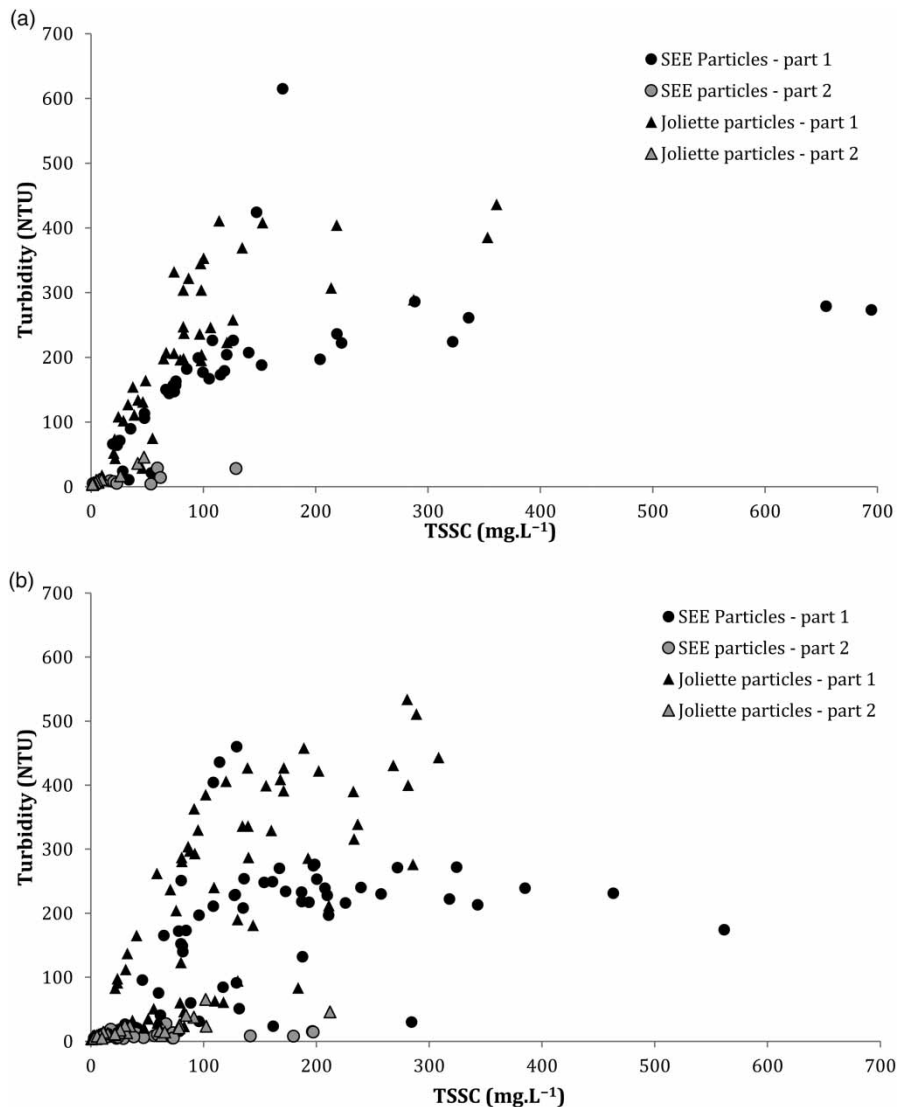 (a)
700
600
500
400
300
200
100
0
Turbidity (NTU)
SEE Particles - part 1
SEE particles - part 2
Joliette particles - part 1
Joliette particles - part 2
0 100 200 300 400 500 600 700
TSSC (mg.L⁻¹)
(b)
700
600
500
400
300
200
100
0
Turbidity (NTU)
SEE Particles - part 1
SEE particles - part 2
Joliette particles - part 1
Joliette particles - part 2
0 100 200 300 400 500 600 700
TSSC (mg.L⁻¹)